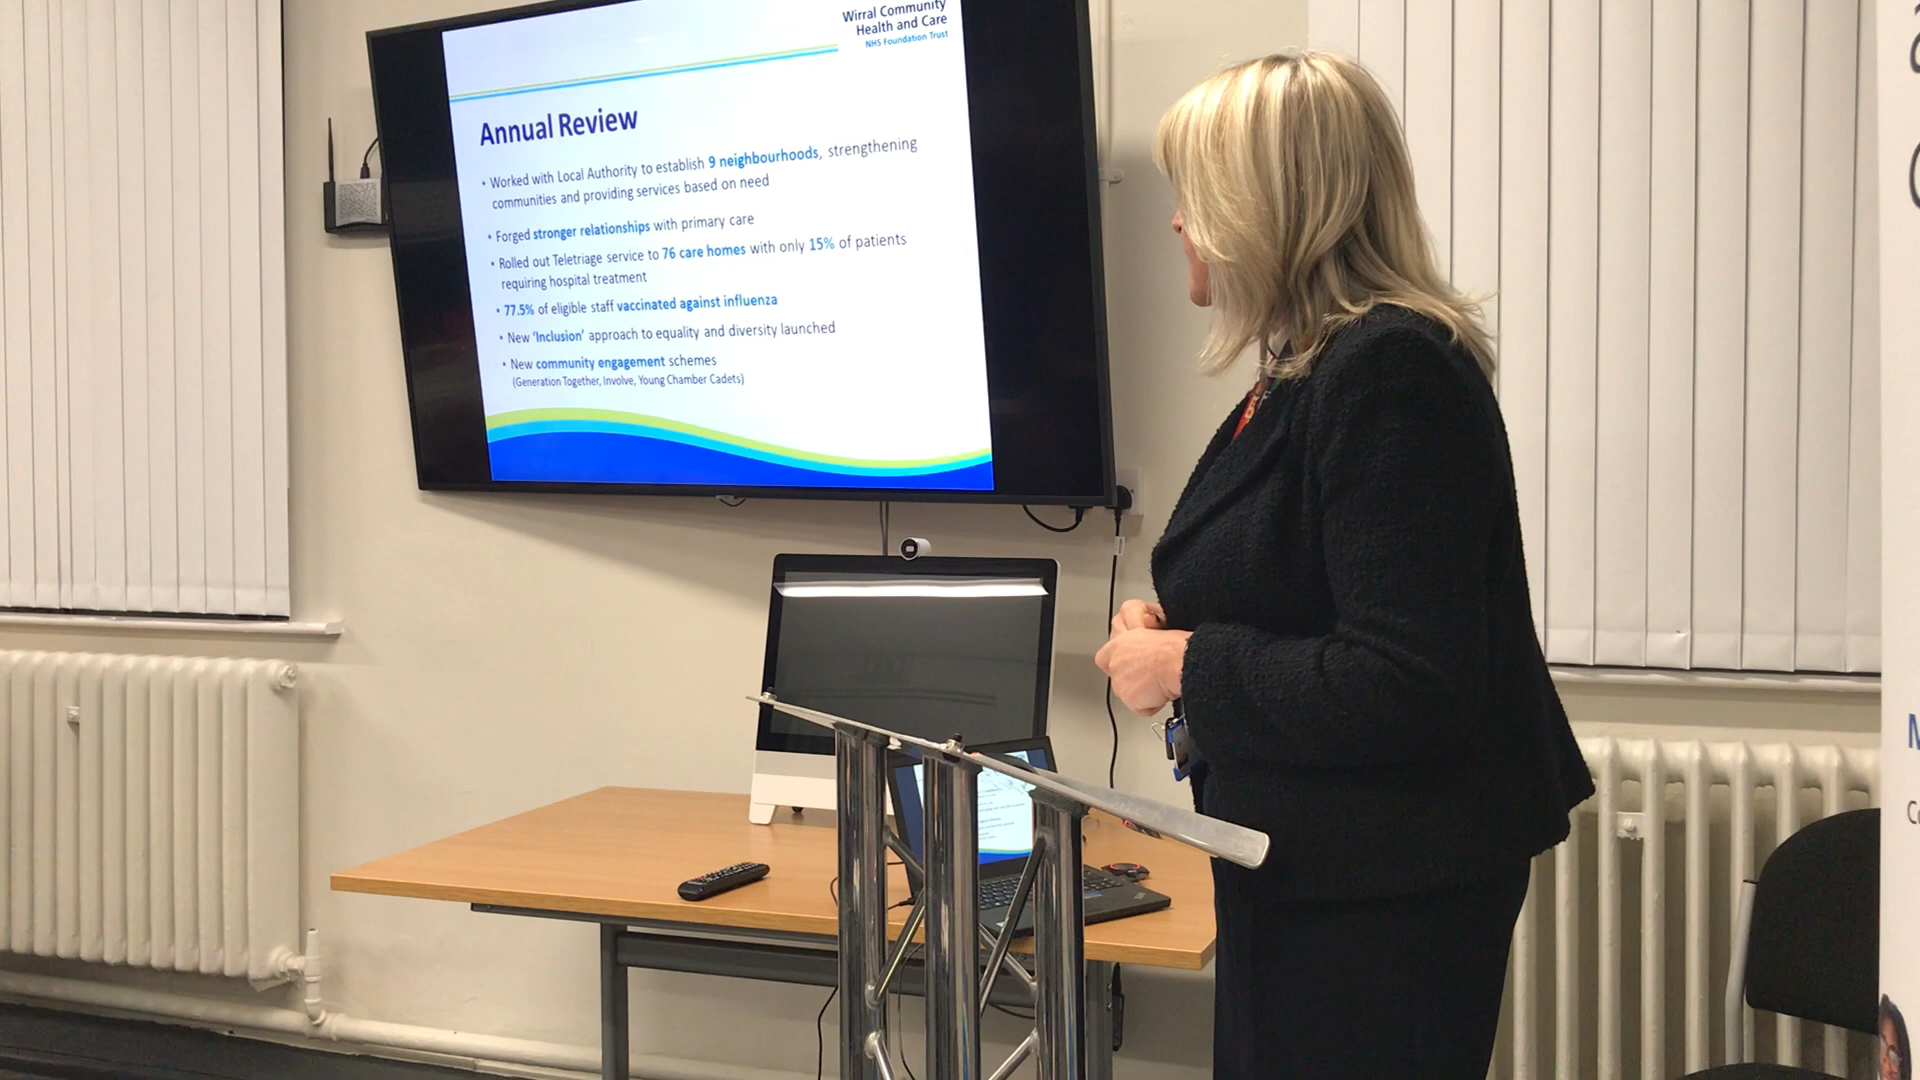 Wirral Community
Health and Care
NHS Foundation Trust
Annual Review
• Worked with Local Authority to establish 9 neighbourhoods, strengthening
communities and providing services based on need
• Forged stronger relationships with primary care
• Rolled out Teletriage service to 76 care homes with only 15% of patients
requiring hospital treatment
• 77.5% of eligible staff vaccinated against influenza
• New ‘Inclusion’ approach to equality and diversity launched
• New community engagement schemes
(Generation Together, Involve, Young Chamber Cadets)